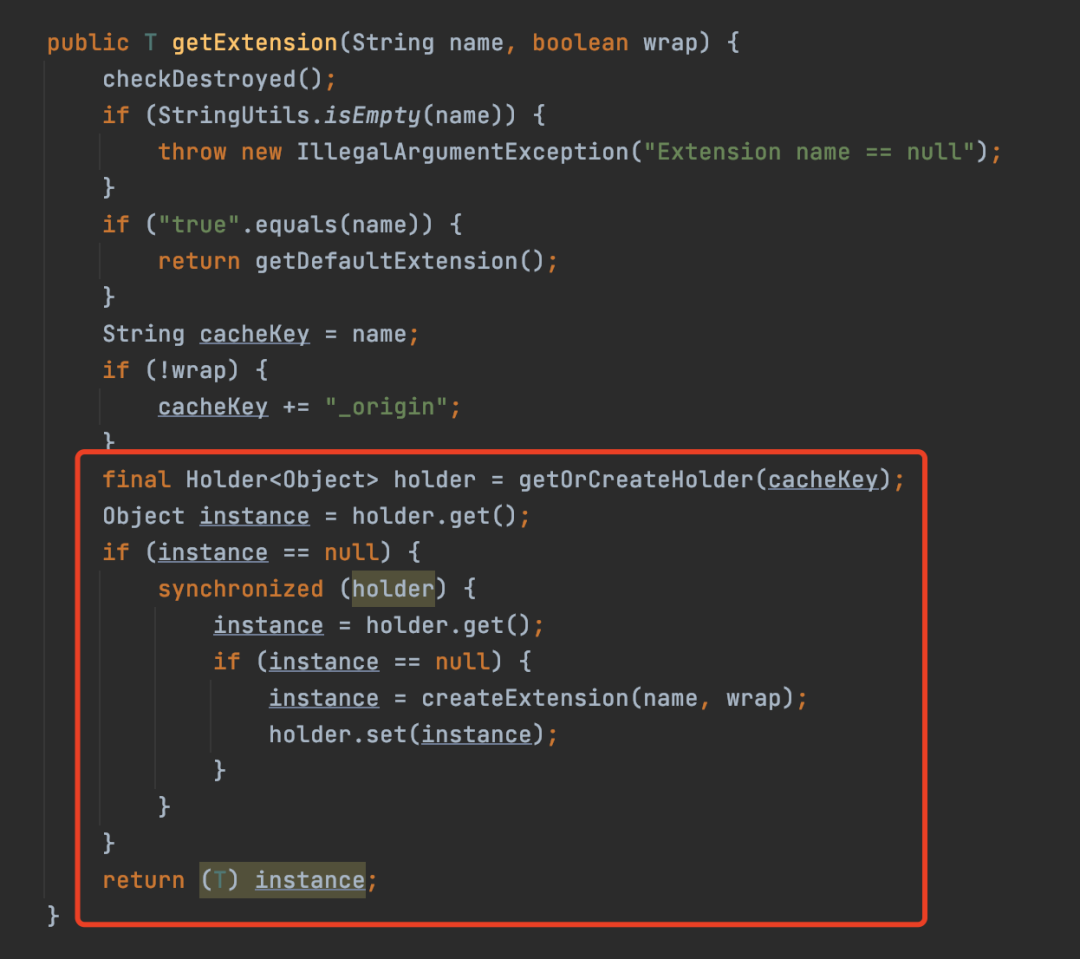 public T getExtension(String name, boolean wrap) {
    checkDestroyed();
    if (StringUtils.isEmpty(name)) {
        throw new IllegalArgumentException("Extension name == null");
    }
    if ("true".equals(name)) {
        return getDefaultExtension();
    }
    String cacheKey = name;
    if (!wrap) {
        cacheKey += "_origin";
    }
    final Holder<Object> holder = getOrCreateHolder(cacheKey);
    Object instance = holder.get();
    if (instance == null) {
        synchronized (holder) {
            instance = holder.get();
            if (instance == null) {
                instance = createExtension(name, wrap);
                holder.set(instance);
            }
        }
    }
    return (T) instance;
}